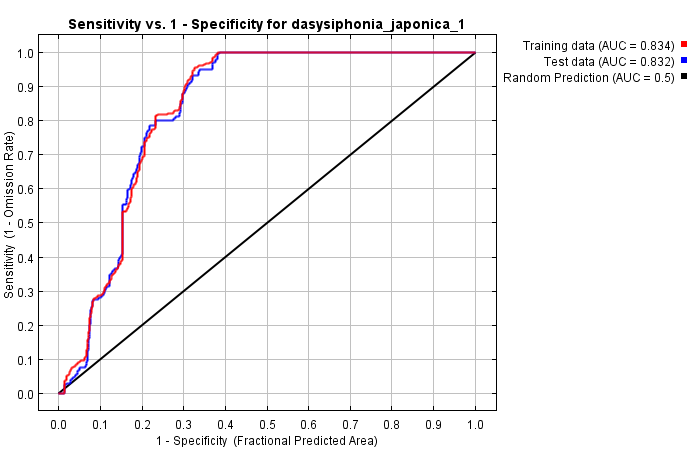 Sensitivity vs. 1 - Specificity for dasysiphonia_japonica_1
Training data (AUC = 0.834)
Test data (AUC = 0.832)
Random Prediction (AUC = 0.5)
Sensitivity (1 - Omission Rate)
1.0
0.9
0.8
0.7
0.6
0.5
0.4
0.3
0.2
0.1
0.0
0.0 0.1 0.2 0.3 0.4 0.5 0.6 0.7 0.8 0.9 1.0
1 - Specificity (Fractional Predicted Area)